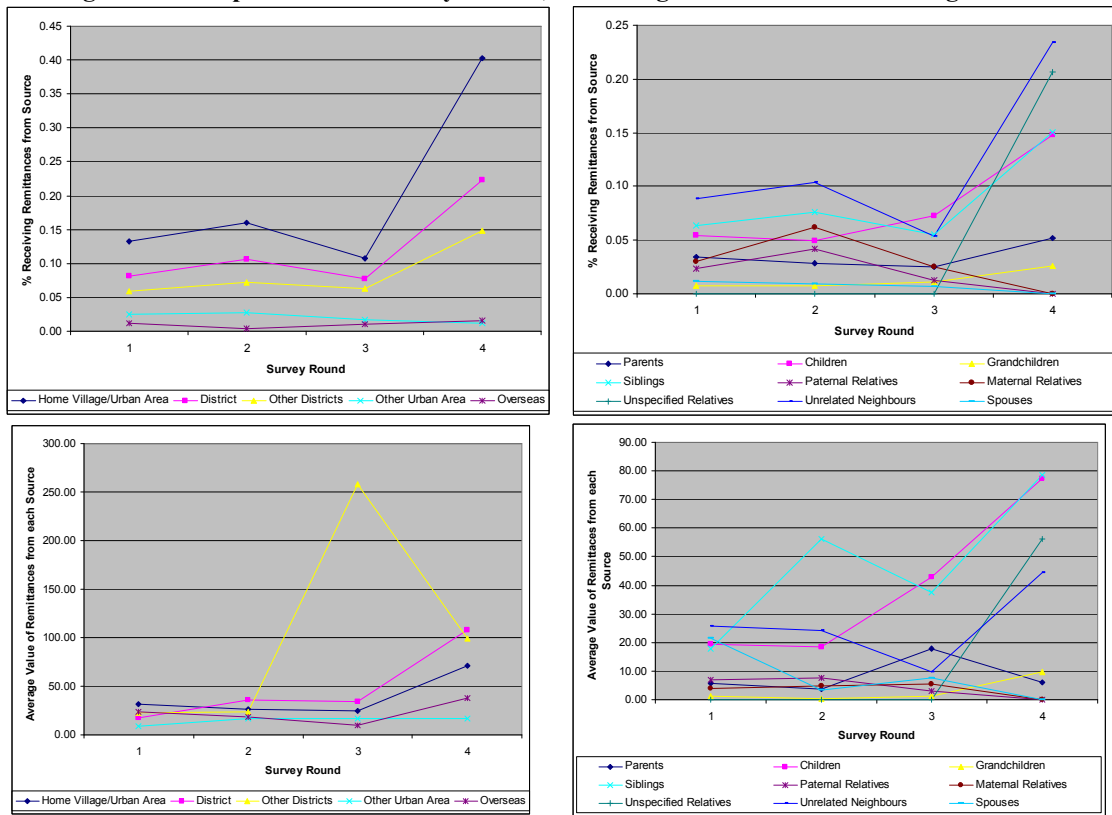 % Receiving Remittances from Source
0.45
0.40
0.35
0.30
0.25
0.20
0.15
0.10
0.05
0.00
1 2 3 4
Survey Round
Home Village/Urban Area District Other Districts Other Urban Area Overseas
% Receiving Remittances from Source
0.25
0.20
0.15
0.10
0.05
0.00
1 2 3 4
Survey Round
Parents Children Grandchildren
Siblings Paternal Relatives Maternal Relatives
Unspecified Relatives Unrelated Neighbours Spouses
Average Value of Remittances from each Source
300.00
250.00
200.00
150.00
100.00
50.00
0.00
1 2 3 4
Survey Round
Home Village/Urban Area District Other Districts Other Urban Area Overseas
Average Value of Remittaces from each
Source
90.00
80.00
70.00
60.00
50.00
40.00
30.00
20.00
10.00
0.00
1 2 3 4
Survey Round
Parents Children Grandchildren
Siblings Paternal Relatives Maternal Relatives
Unspecified Relatives Unrelated Neighbours Spouses